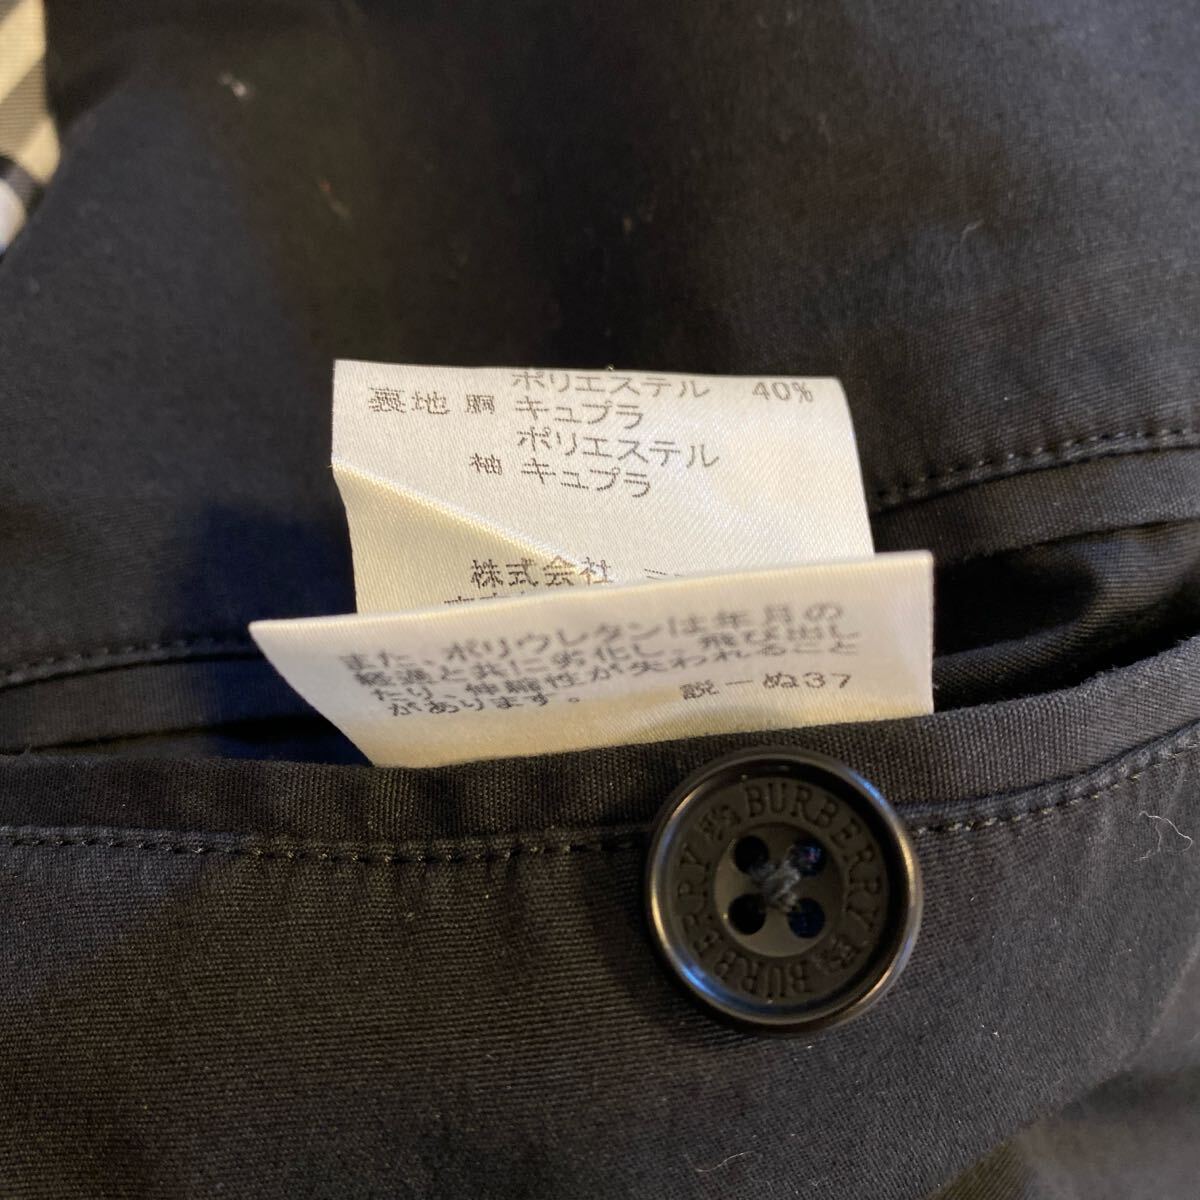 ポリエステル 40%
裏地 胴 キュプラ
ポリエステル
袖 キュプラ
株式会社
また、ポリウレタンは年月の
経過と共に劣化し、飛び出し
たり、伸縮性が失われること
があります。 説-ぬ37
BURBERRY BURBERRY